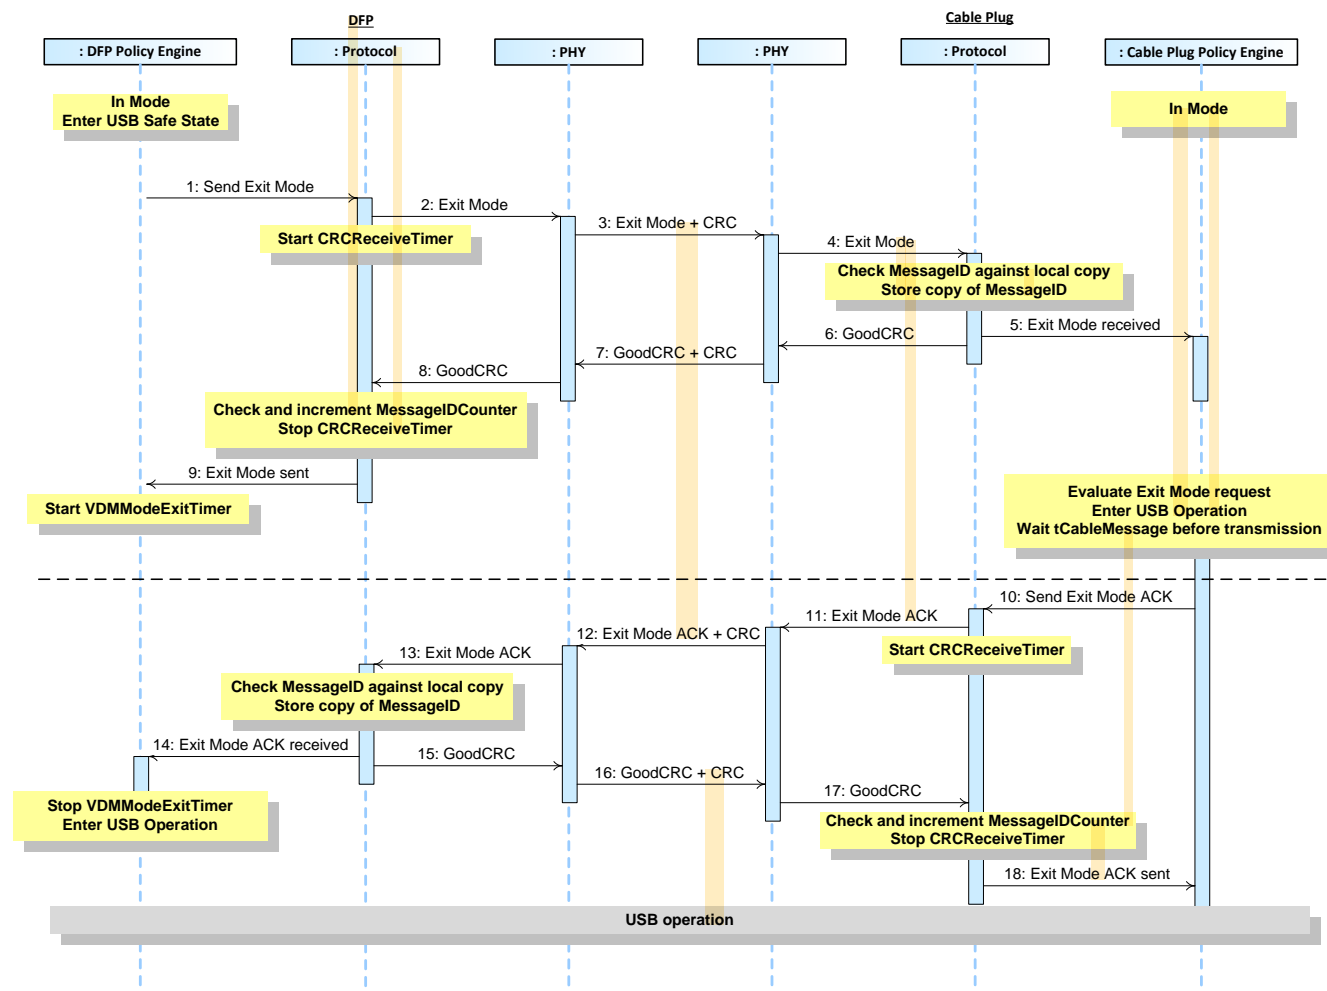 DFP
Cable Plug
: DFP Policy Engine
: Protocol
: PHY
: PHY
: Protocol
: Cable Plug Policy Engine
In Mode
Enter USB Safe State
In Mode
1: Send Exit Mode
2: Exit Mode
3: Exit Mode + CRC
Start CRCReceiveTimer
4: Exit Mode
Check MessageID against local copy
Store copy of MessageID
5: Exit Mode received
6: GoodCRC
7: GoodCRC + CRC
8: GoodCRC
Check and increment MessageIDCounter
Stop CRCReceiveTimer
9: Exit Mode sent
Start VDMModeExitTimer
Evaluate Exit Mode request
Enter USB Operation
Wait tCableMessage before transmission
10: Send Exit Mode ACK
11: Exit Mode ACK
12: Exit Mode ACK + CRC
Start CRCReceiveTimer
13: Exit Mode ACK
Check MessageID against local copy
Store copy of MessageID
14: Exit Mode ACK received
15: GoodCRC
16: GoodCRC + CRC
17: GoodCRC
Stop VDMModeExitTimer
Enter USB Operation
Check and increment MessageIDCounter
Stop CRCReceiveTimer
18: Exit Mode ACK sent
USB operation